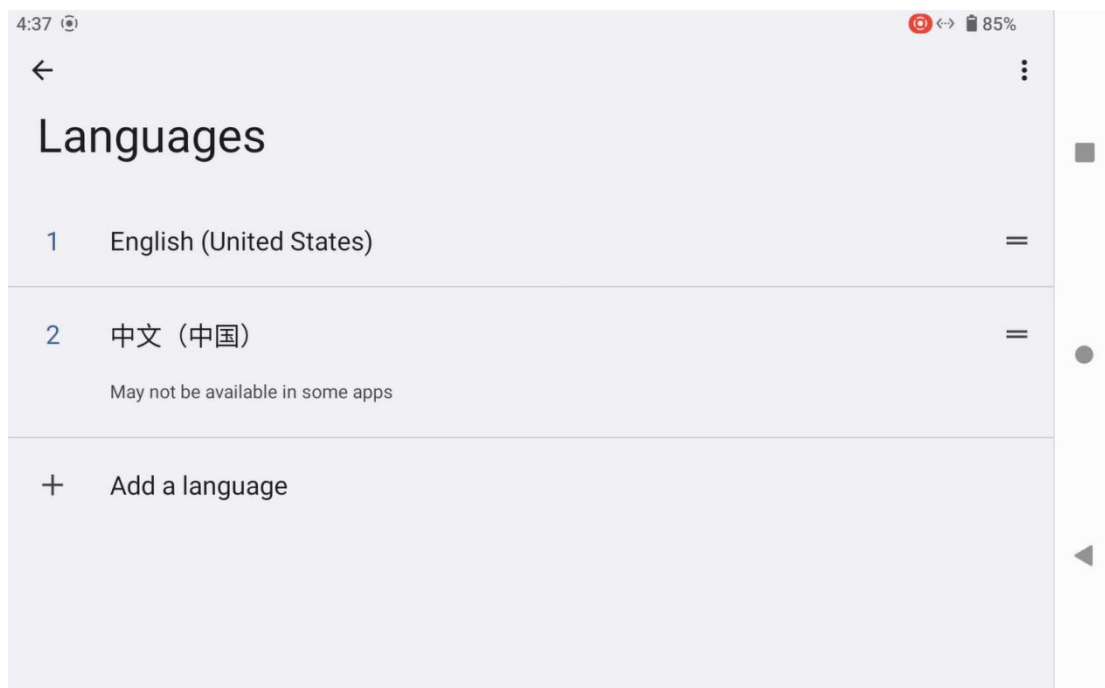 4:37
85%
Languages
1 English (United States)
2 中文（中国）
May not be available in some apps
Add a language